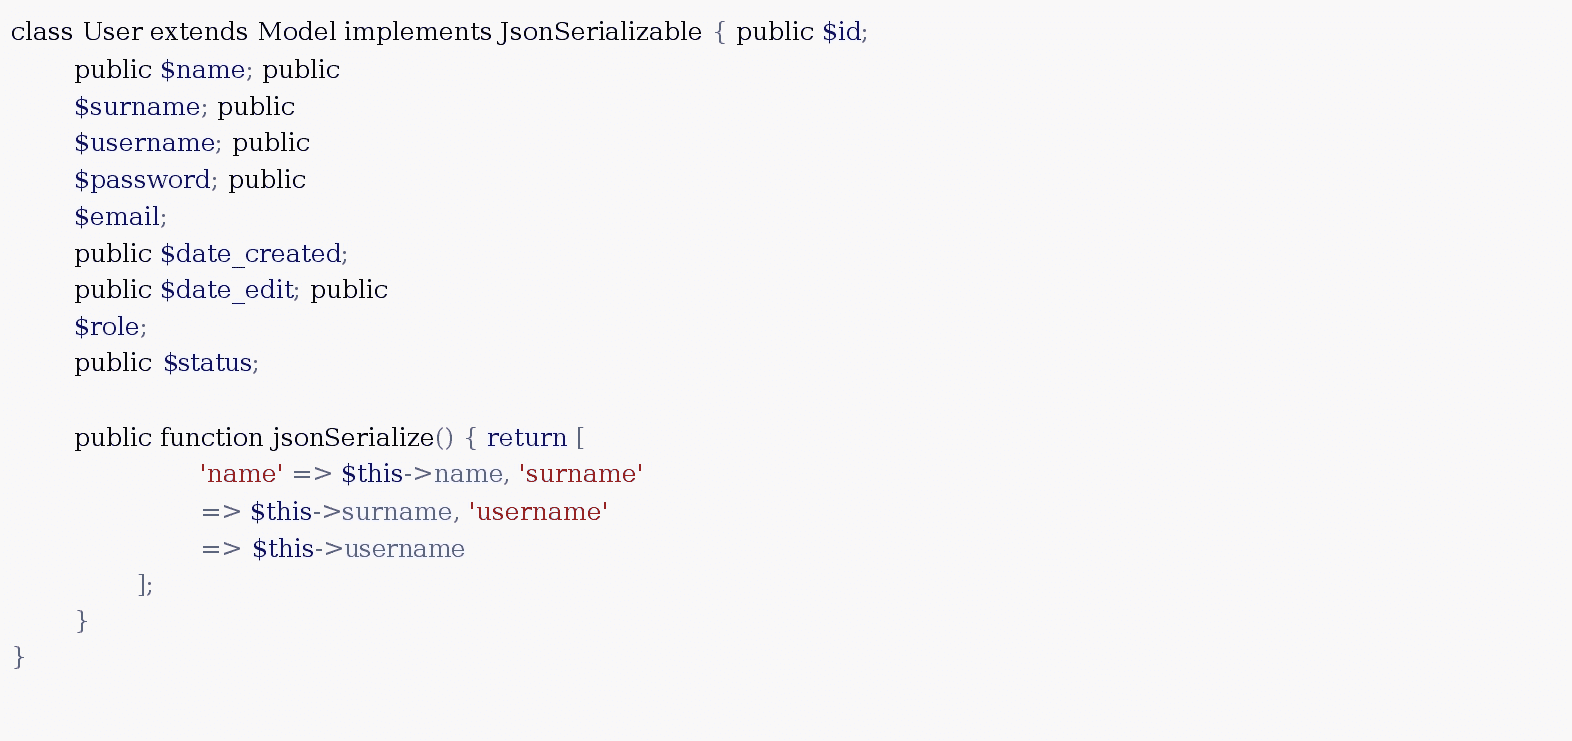 class User extends Model implements JsonSerializable { public $id;
public $name; public
$surname; public
$username; public
$password; public
$email;
public $date_created;
public $date_edit; public
$role;
public $status;
public function jsonSerialize() { return [
'name' => $this->name, 'surname'
=> $this->surname, 'username'
=> $this->username
];
}
}